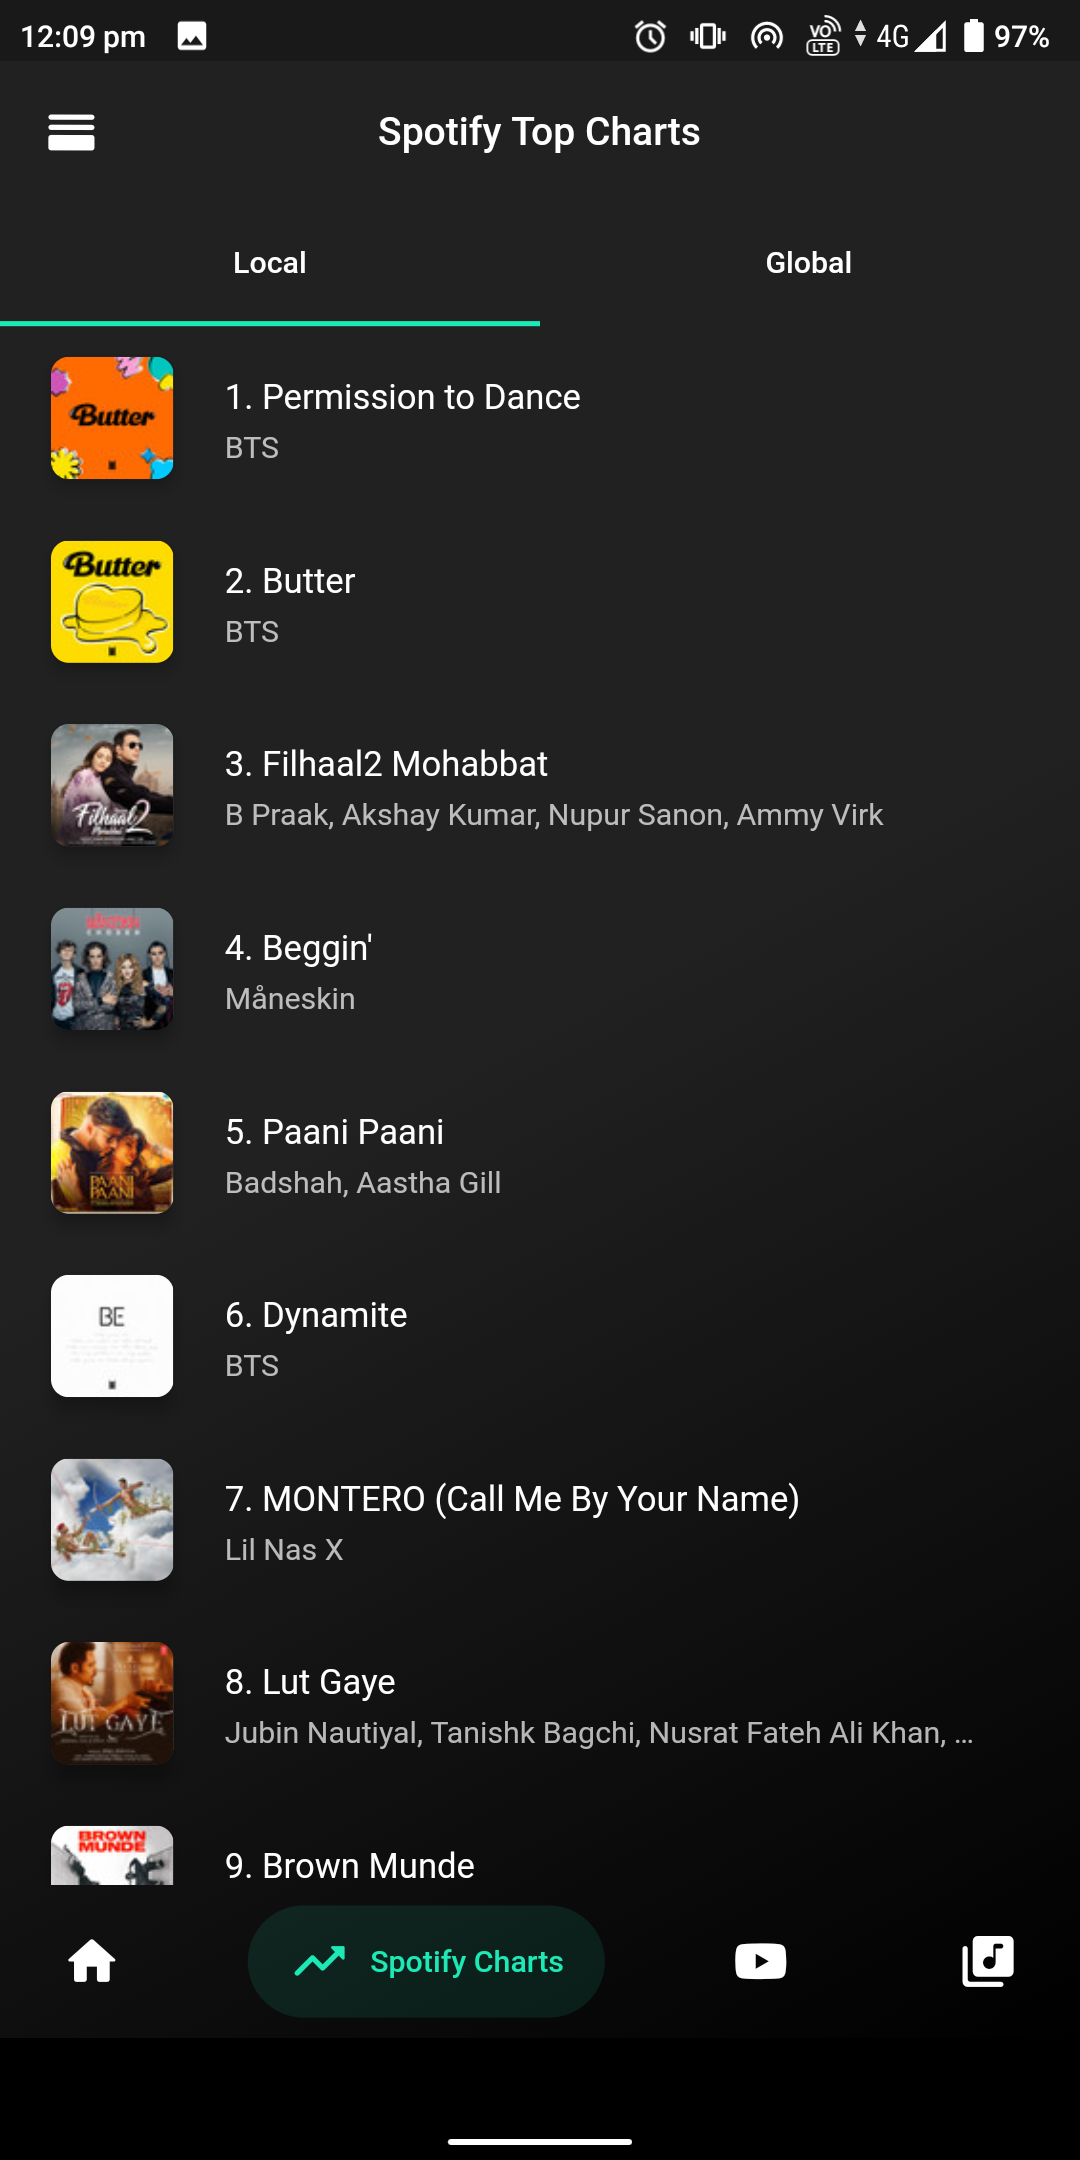 12:09 pm VO LTE 4G 97%
Spotify Top Charts
Local Global
Butter
1. Permission to Dance
BTS
Butter
2. Butter
BTS
Filhaal2
3. Filhaal2 Mohabbat
B Praak, Akshay Kumar, Nupur Sanon, Ammy Virk
4. Beggin'
Måneskin
PAANI
PAANI
5. Paani Paani
Badshah, Aastha Gill
BE
6. Dynamite
BTS
7. MONTERO (Call Me By Your Name)
Lil Nas X
LUT GAYE
8. Lut Gaye
Jubin Nautiyal, Tanishk Bagchi, Nusrat Fateh Ali Khan, ...
BROWN
MUNDE
9. Brown Munde
Spotify Charts